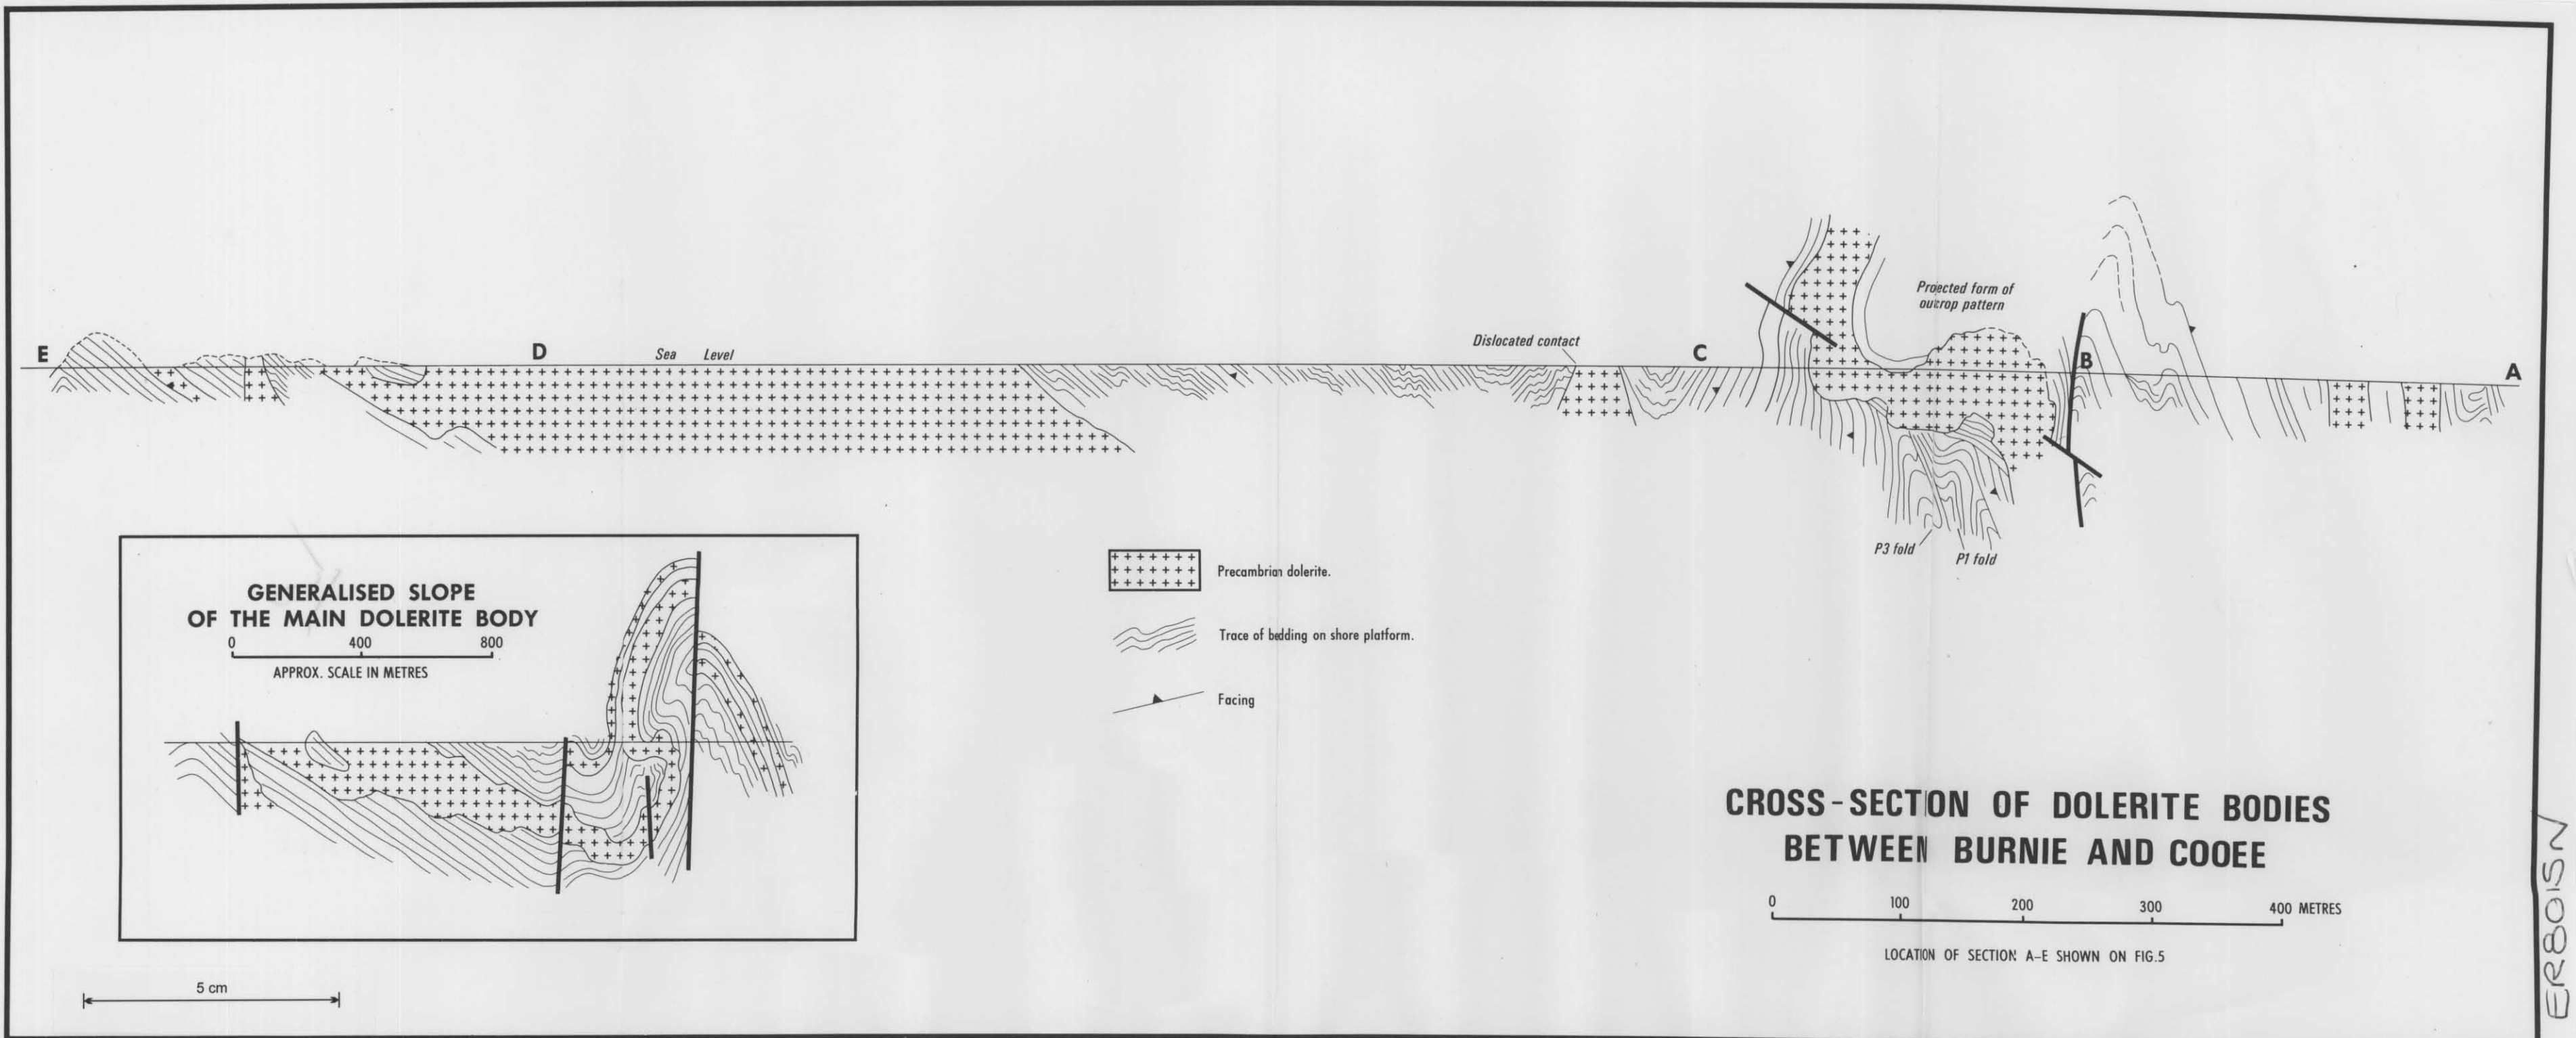 Projected form of
outcrop pattern
Dislocated contact
E
D
Sea Level
C
B
A
P3 fold
P1 fold
GENERALISED SLOPE
OF THE MAIN DOLERITE BODY
0 400 800
APPROX. SCALE IN METRES
Precambrian dolerite.
Trace of bedding on shore platform.
Facing
CROSS-SECTION OF DOLERITE BODIES
BETWEEN BURNIE AND COOEE
0 100 200 300 400 METRES
LOCATION OF SECTION A-E SHOWN ON FIG.5
5 cm
ER8015N